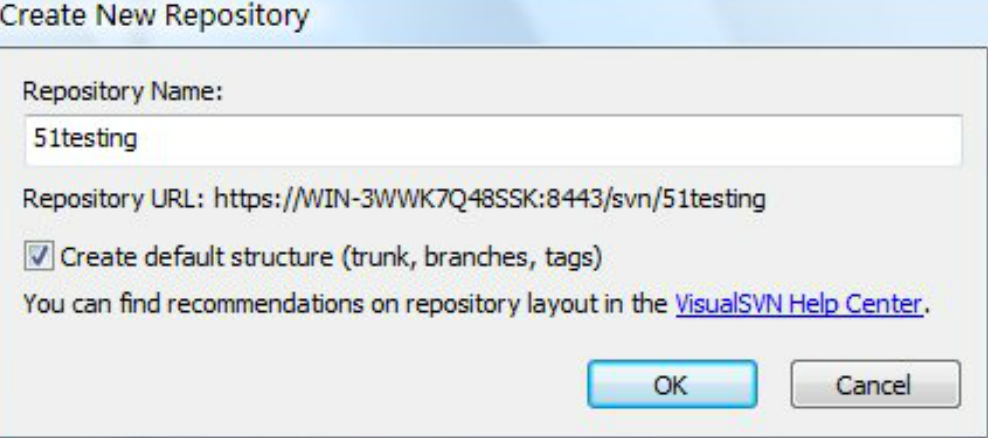 Create New Repository
Repository Name:
51testing
Repository URL: https://WIN-3WWK7Q48SSK:8443/svn/51testing
Create default structure (trunk, branches, tags)
You can find recommendations on repository layout in the VisualSVN Help Center.
OK Cancel